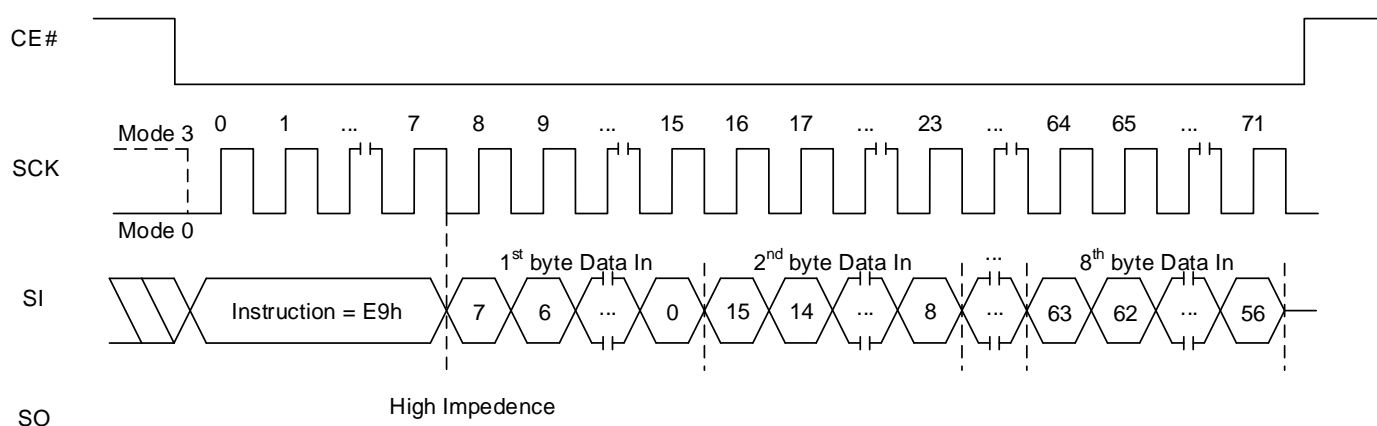 CE#
0 1 ... 7 8 9 ... 15 16 17 ... 23 ... 64 65 ... 71
Mode 3
SCK
Mode 0
1st byte Data In 2nd byte Data In ... 8th byte Data In
SI Instruction = E9h 7 6 ... 0 15 14 ... 8 ... 63 62 ... 56
High Impedence
SO